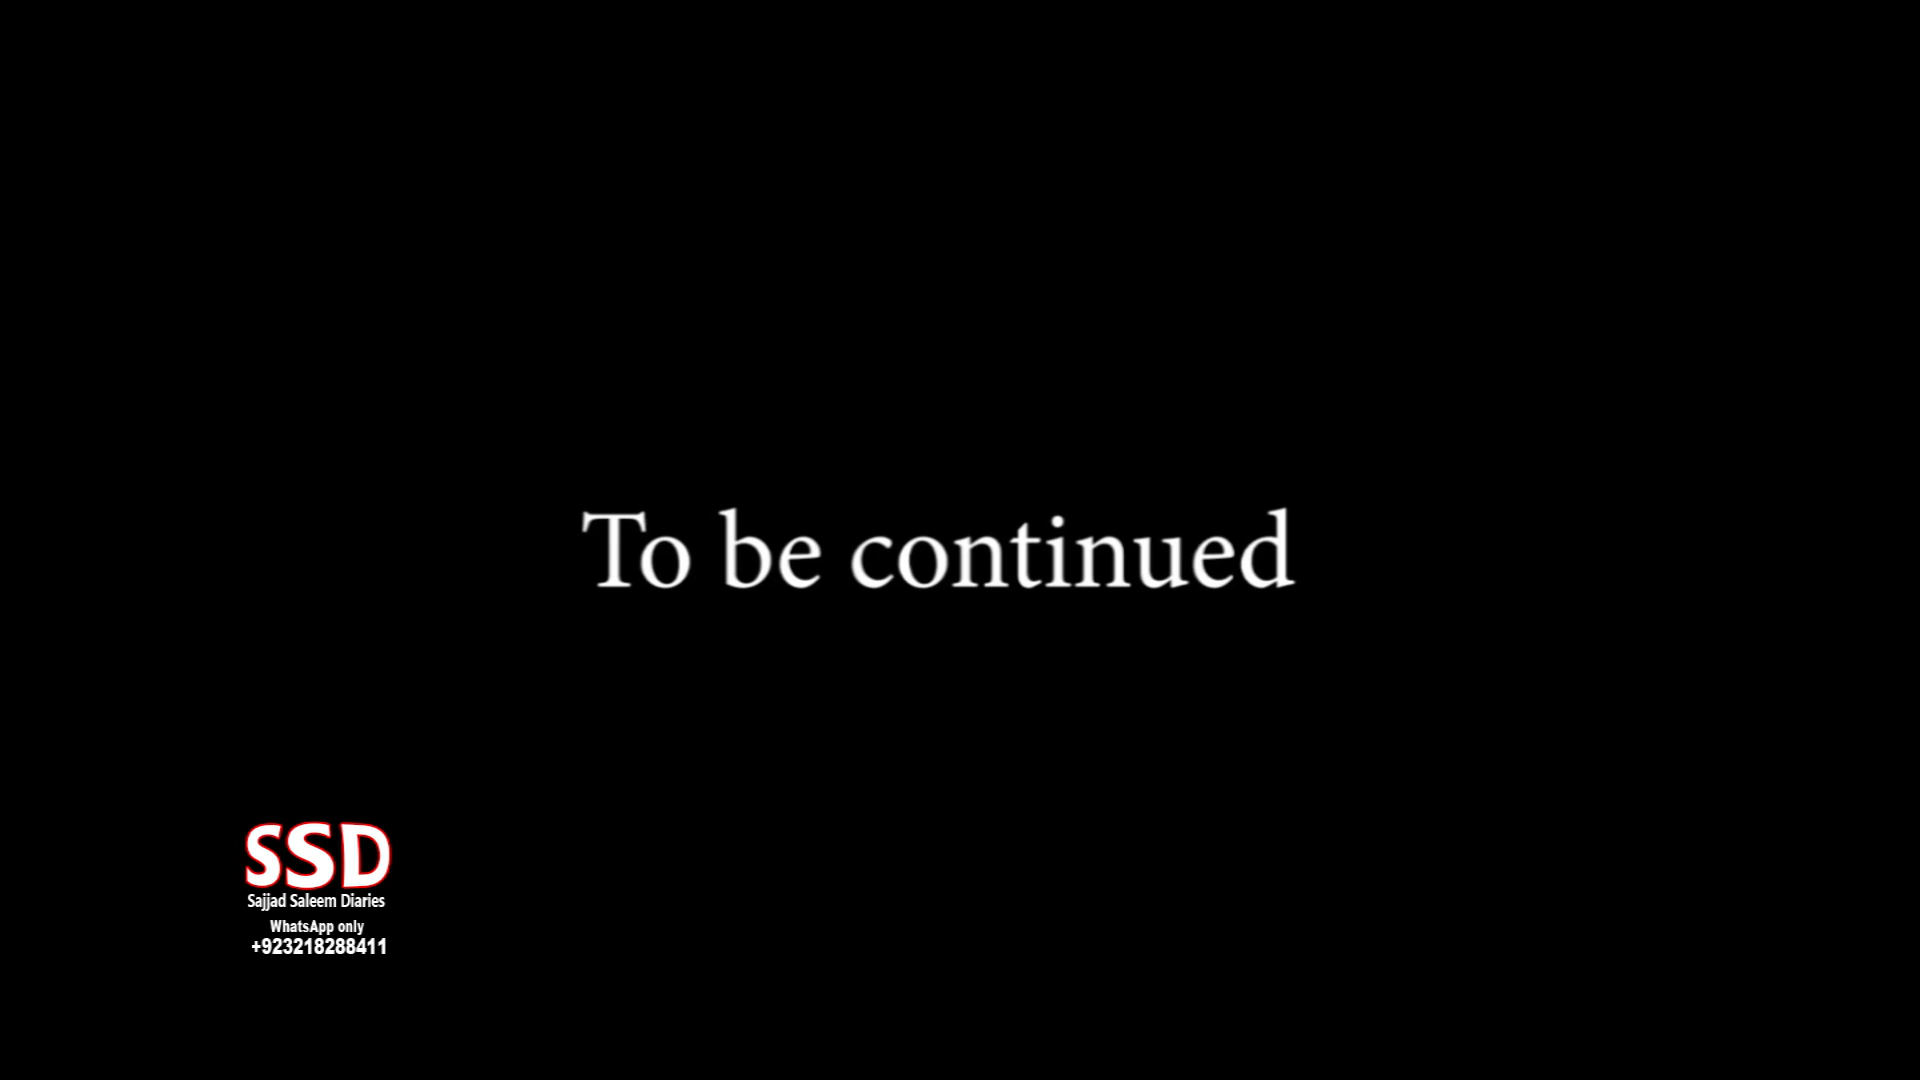 To be continued
SSD
Sajjad Saleem Diaries
WhatsApp only
+923218288411